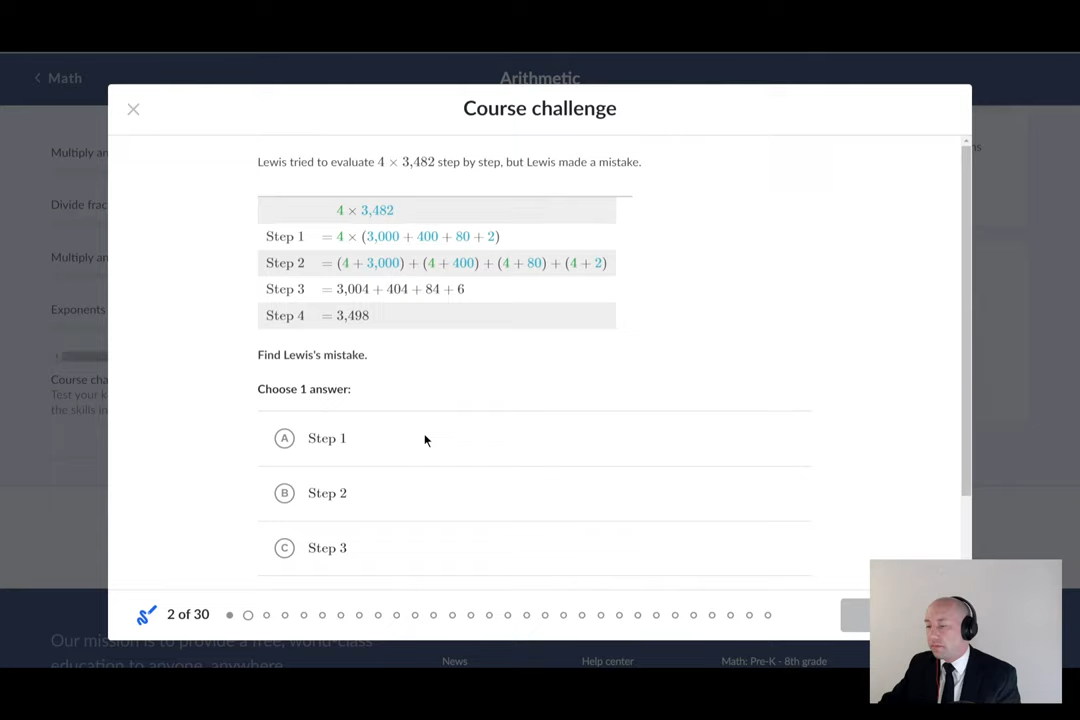 Math
Arithmetic
Course challenge
Multiply an
Divide frac
Multiply an
Exponents
Course cha
Test your k
the skills in
Lewis tried to evaluate 4 × 3,482 step by step, but Lewis made a mistake.
4 × 3,482
Step 1 = 4 × (3,000 + 400 + 80 + 2)
Step 2 = (4 + 3,000) + (4 + 400) + (4 + 80) + (4 + 2)
Step 3 = 3,004 + 404 + 84 + 6
Step 4 = 3,498
Find Lewis's mistake.
Choose 1 answer:
A Step 1
B Step 2
C Step 3
2 of 30
Our mission is to provide a free, world-class
education to anyone, anywhere.
News
Help center
Math: Pre-K - 8th grade